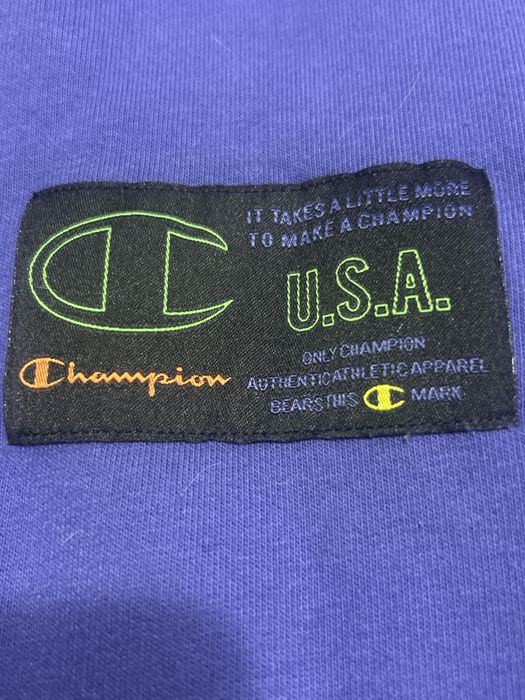 IT TAKES A LITTLE MORE
TO MAKE A CHAMPION
U.S.A.
Champion
ONLY CHAMPION
AUTHENTIC ATHLETIC APPAREL
BEARS THIS C MARK